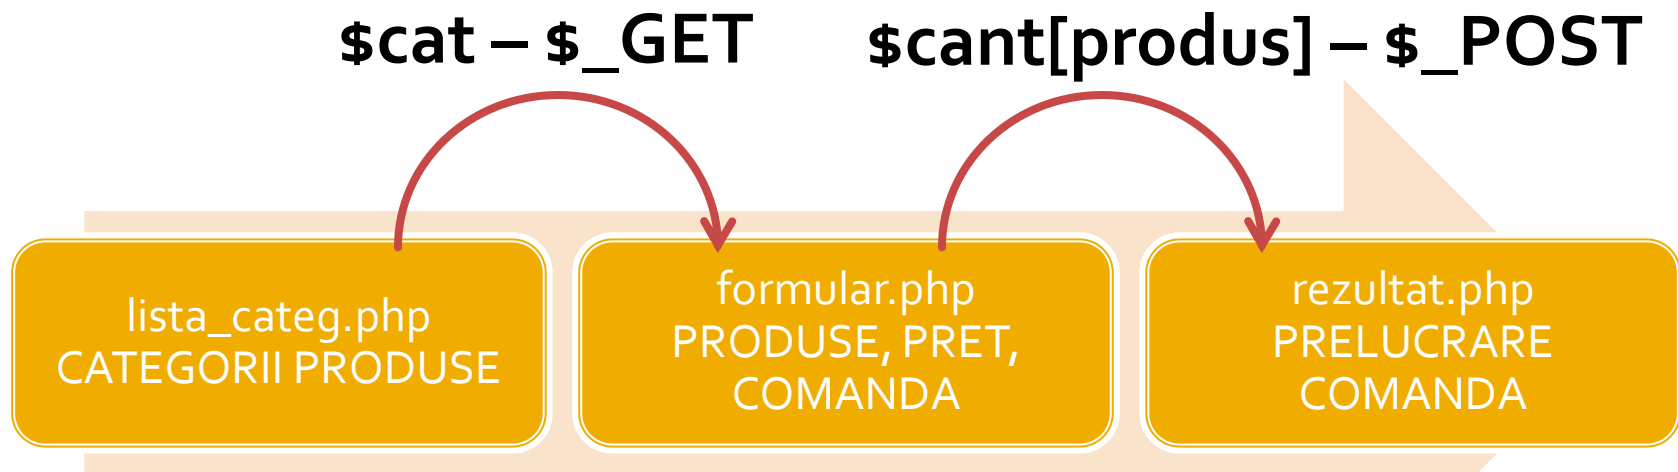 $cat – $_GET
$cant[produs] – $_POST
lista_categ.php
CATEGORII PRODUSE
formular.php
PRODUSE, PRET,
COMANDA
rezultat.php
PRELUCRARE
COMANDA